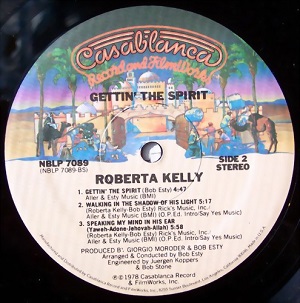 Casablanca
Record and FilmWorks
GETTIN' THE SPIRIT
NBLP 7089
(NBLP 7089-BS)
SIDE 2
STEREO
ROBERTA KELLY
1. GETTIN' THE SPIRIT (Bob Esty) 4:47
Aller & Esty Music (BMI)
2. WALKING IN THE SHADOW OF HIS LIGHT 5:17
(Roberta Kelly-Bob Esty) Rick's Music, Inc./
Aller & Esty Music (BMI) (O.P. Ed. Intro/Say Yes Music)
3. SPEAKING MY MIND IN HIS EAR
(Yawah-Adone-Jehovah-Allah) 5:58
(Roberta Kelly-Bob Esty) Rick's Music, Inc./
Aller & Esty Music (BMI) (O.P. Ed. Intro/Say Yes Music)
PRODUCED BY: GIORGIO MORODER & BOB ESTY
Arranged & Conducted by Bob Esty
Engineered by Juergen Koppers
& Bob Stone
℗ © 1978 Casablanca Record
& FilmWorks, Inc.